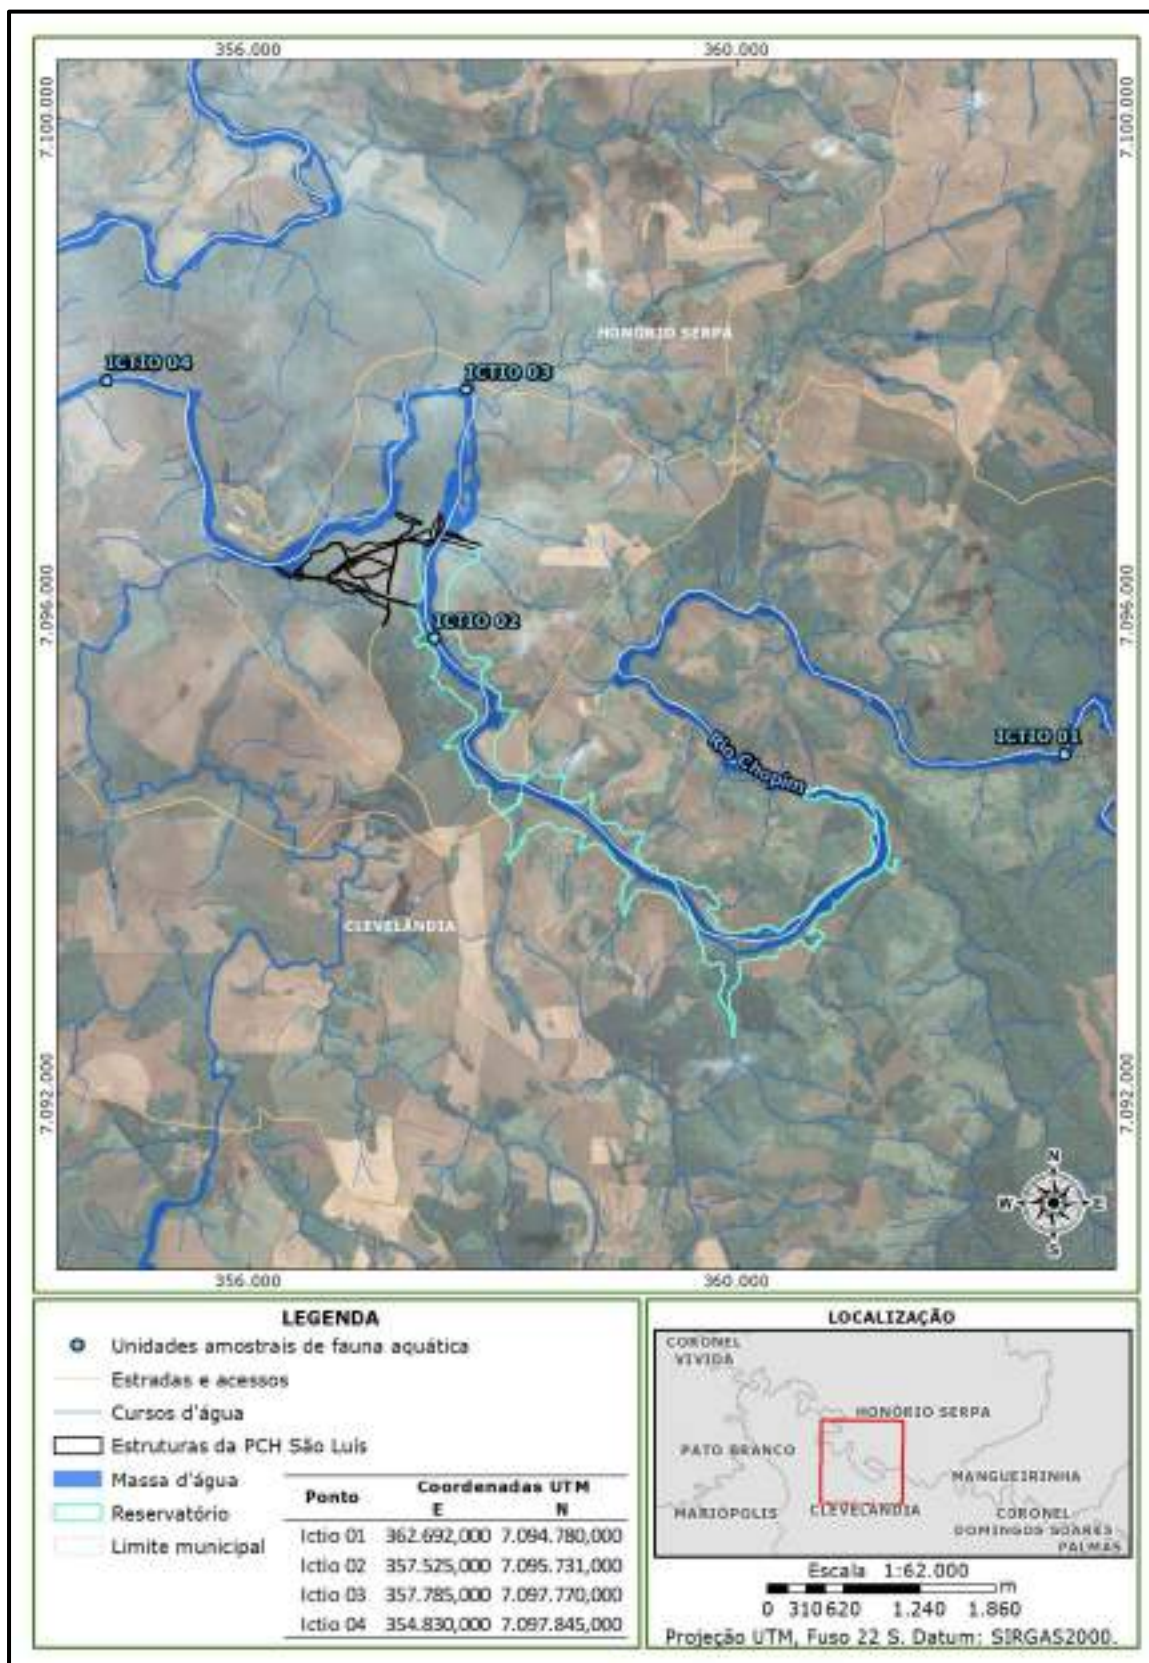 356.000 360.000
7.100.000 7.100.000
HONÓRIO SERPA
ICTIO 04
ICTIO 03
7.096.000 7.096.000
ICTIO 02
ICTIO 01
Rio Chopim
CLEVELÂNDIA
7.092.000 7.092.000
N
W E
S
356.000 360.000
LEGENDA
Unidades amostrais de fauna aquática
Estradas e acessos
Cursos d'água
Estruturas da PCH São Luís
Massa d'água
Reservatório
Limite municipal
Ponto Coordenadas UTM
E N
Ictio 01 362.692,000 7.094.780,000
Ictio 02 357.525,000 7.095.731,000
Ictio 03 357.785,000 7.097.770,000
Ictio 04 354.830,000 7.097.845,000
LOCALIZAÇÃO
CORONEL
VIVIDA
HONÓRIO SERPA
PATO BRANCO
MANGUEIRINHA
MARIÓPOLIS
CLEVELÂNDIA
CORONEL
DOMINGOS SOARES
PALMAS
Escala 1:62.000
m
0 310 620 1.240 1.860
Projeção UTM, Fuso 22 S. Datum: SIRGAS2000.